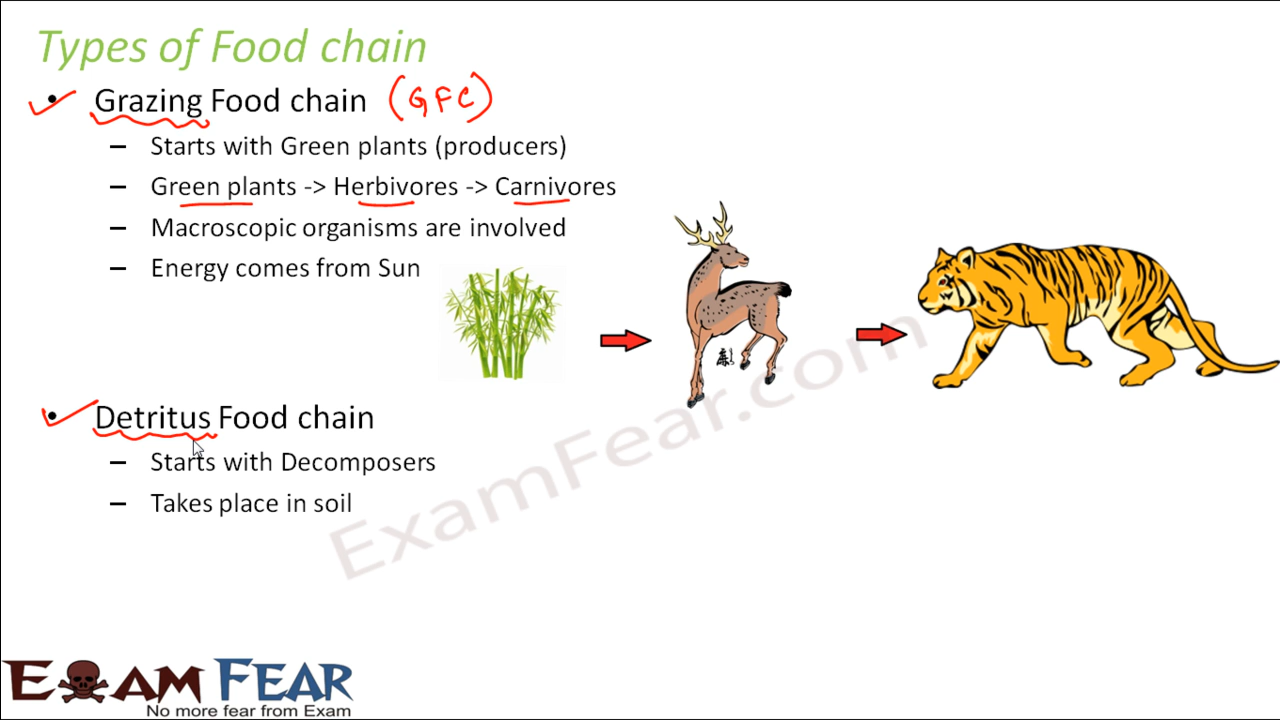 Types of Food chain
• Grazing Food chain (GFC)
– Starts with Green plants (producers)
– Green plants -> Herbivores -> Carnivores
– Macroscopic organisms are involved
– Energy comes from Sun
• Detritus Food chain
– Starts with Decomposers
– Takes place in soil
ExamFear.com
EXAM FEAR
No more fear from Exam